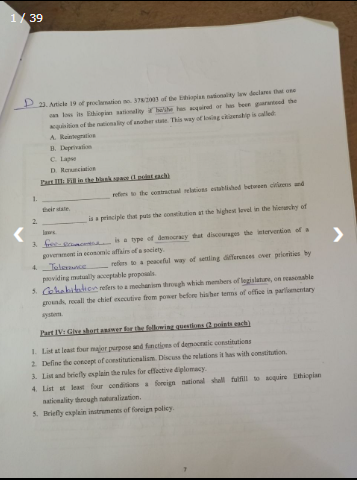 1 / 39
D 23. Article 19 of proclamation no. 378/2003 of the Ethiopian nationality law declares that one
can loss its Ethiopian nationality if he/she has acquired or has been guaranteed the
acquisition of the nationality of another state. This way of losing citizenship is called:
A. Reintegration
B. Deprivation
C. Lapse
D. Renunciation
Part III: Fill in the blank space (1 point each)
1. ____________ refers to the contractual relations established between citizens and
their state.
2. ____________ is a principle that puts the constitution at the highest level in the hierarchy of
laws.
3. ____________ is a type of democracy that discourages the intervention of a
government in economic affairs of a society.
4. Tolerance refers to a peaceful way of settling differences over priorities by
providing mutually acceptable proposals.
5. Cohabitation refers to a mechanism through which members of legislature, on reasonable
grounds, recall the chief executive from power before his/her terms of office in parliamentary
system.
Part IV: Give short answer for the following questions (2 points each)
1. List at least four major purpose and functions of democratic constitutions
2. Define the concept of constitutionalism. Discuss the relations it has with constitution.
3. List and briefly explain the rules for effective diplomacy.
4. List at least four conditions a foreign national shall fulfill to acquire Ethiopian
nationality through naturalization.
5. Briefly explain instruments of foreign policy.
7